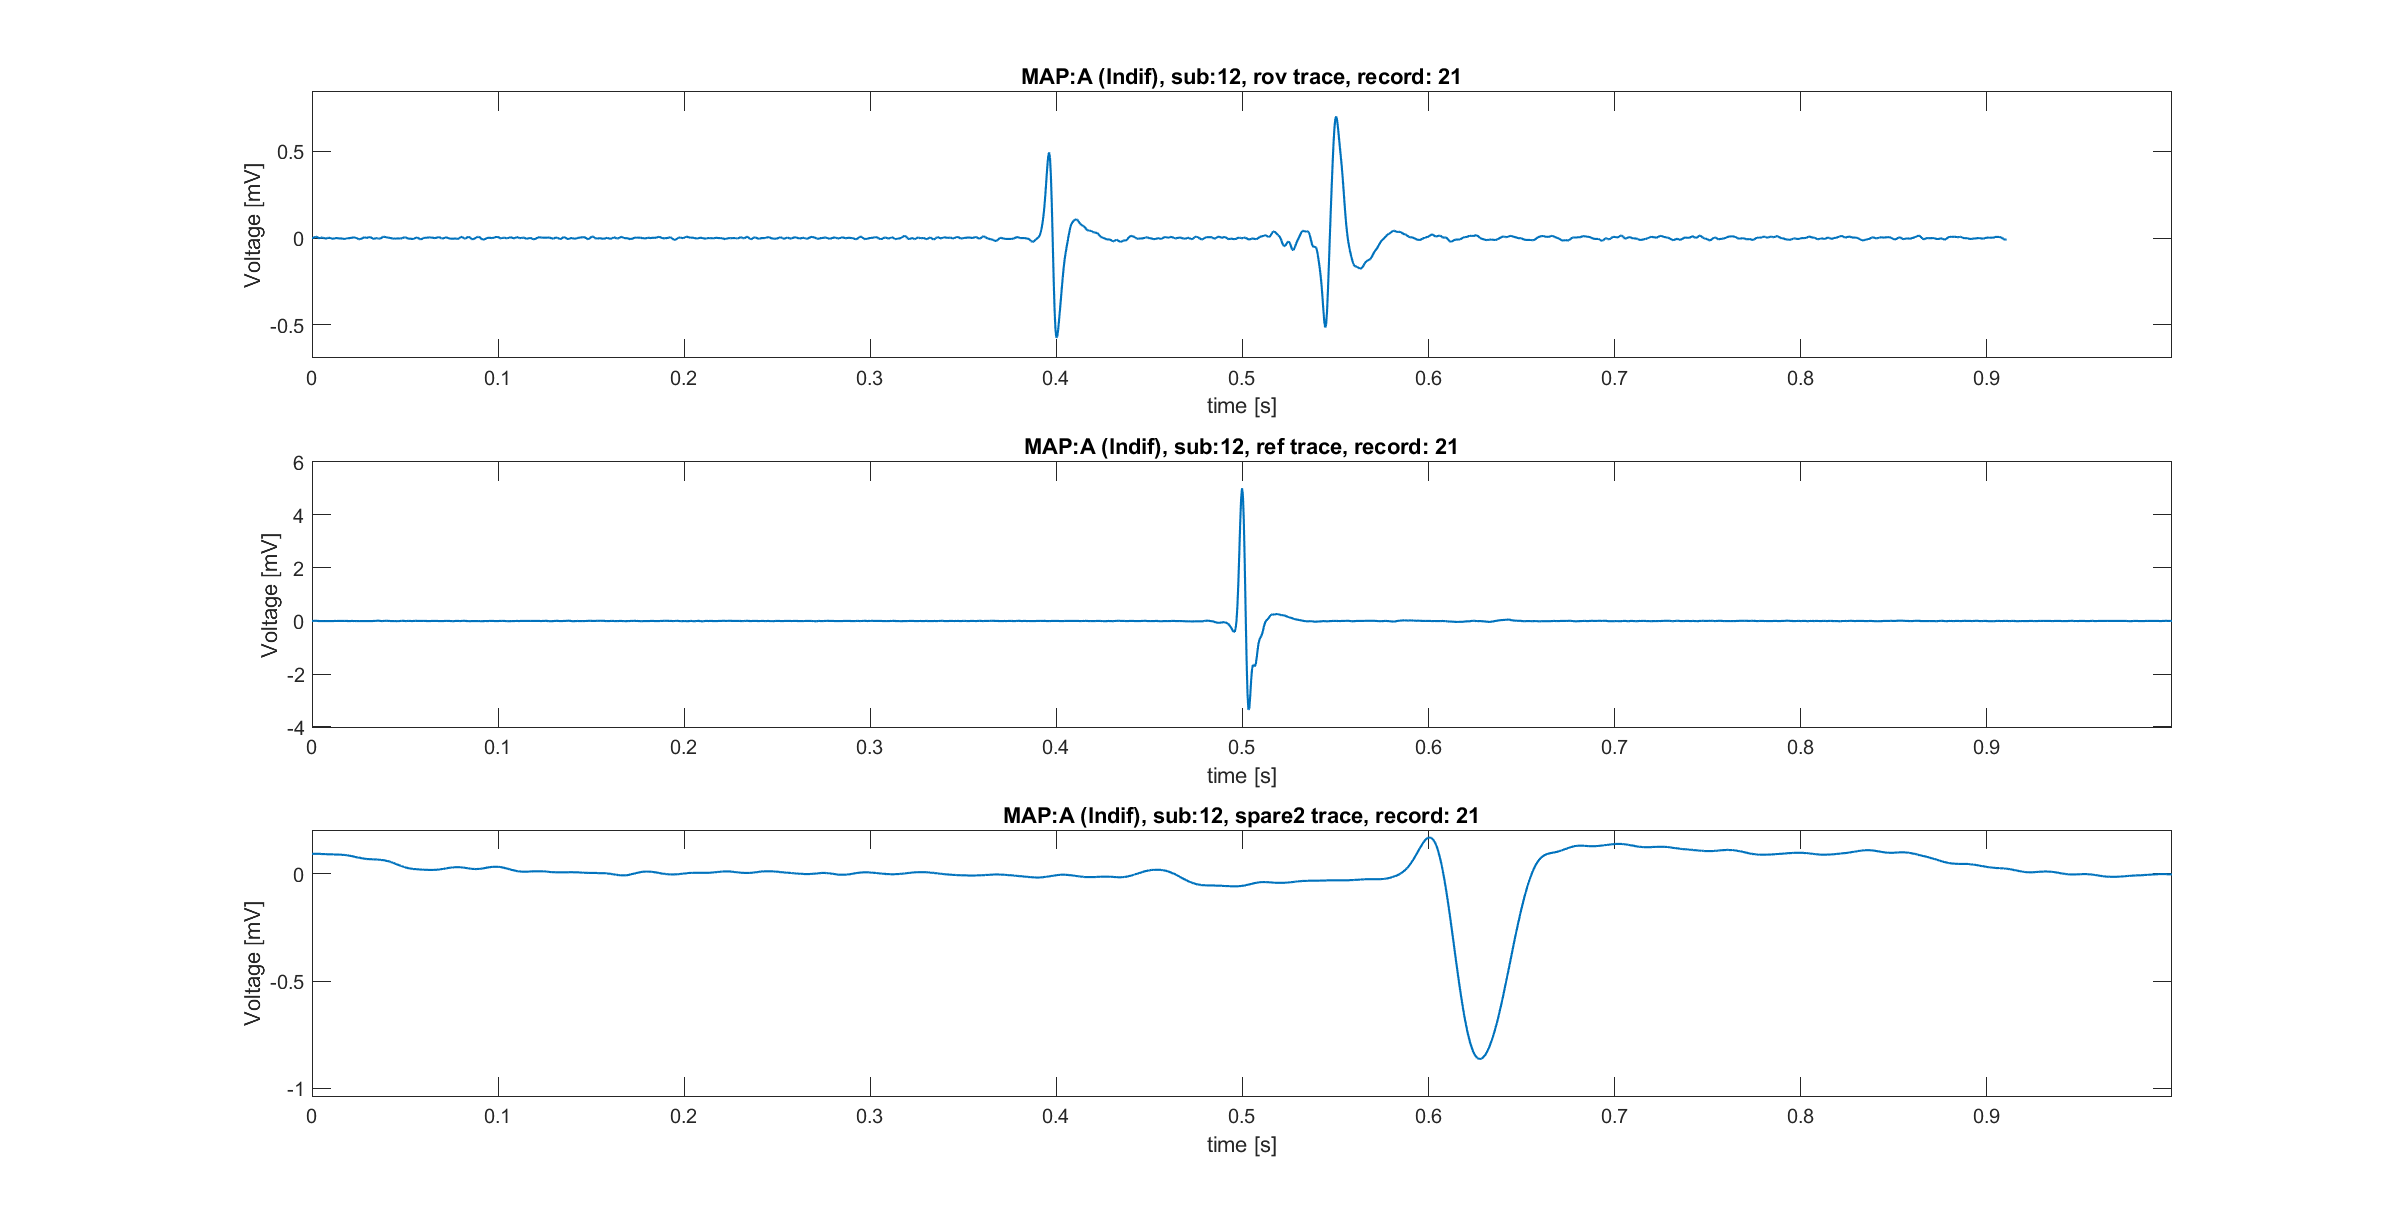 MAP:A (Indif), sub:12, rov trace, record: 21
Voltage [mV]
0.5
0
-0.5
0 0.1 0.2 0.3 0.4 0.5 0.6 0.7 0.8 0.9
time [s]
MAP:A (Indif), sub:12, ref trace, record: 21
Voltage [mV]
6
4
2
0
-2
-4
0 0.1 0.2 0.3 0.4 0.5 0.6 0.7 0.8 0.9
time [s]
MAP:A (Indif), sub:12, spare2 trace, record: 21
Voltage [mV]
0
-0.5
-1
0 0.1 0.2 0.3 0.4 0.5 0.6 0.7 0.8 0.9
time [s]